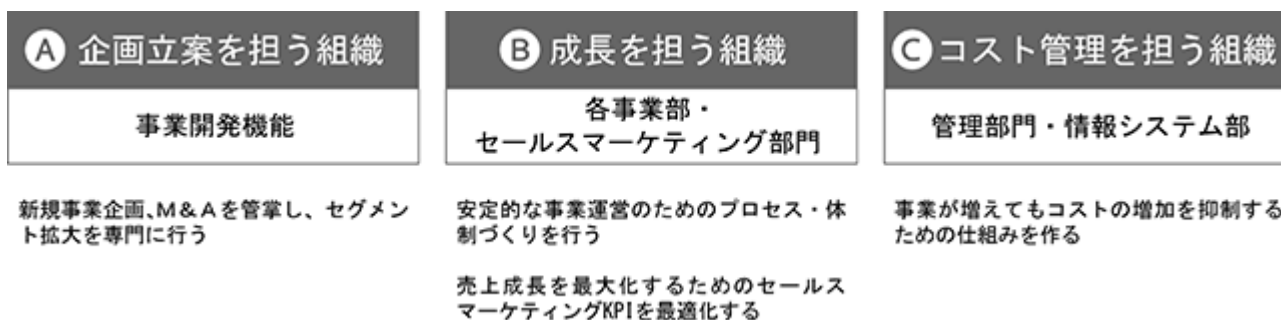 A 企画立案を担う組織
事業開発機能
新規事業企画、M&Aを管掌し、セグメン
ト拡大を専門に行う
B 成長を担う組織
各事業部・
セールスマーケティング部門
安定的な事業運営のためのプロセス・体
制づくりを行う
売上成長を最大化するためのセールス
マーケティングKPIを最適化する
C コスト管理を担う組織
管理部門・情報システム部
事業が増えてもコストの増加を抑制する
ための仕組みを作る